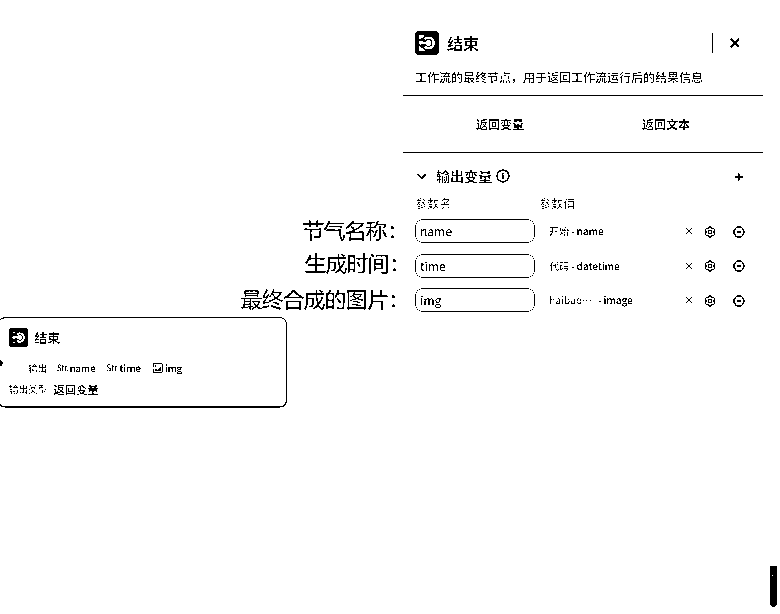 结束
工作流的最终节点，用于返回工作流运行后的结果信息
返回变量 返回文本
输出变量
参数名 参数值
节气名称： name 开始 - name
生成时间： time 代码 - datetime
最终合成的图片： img haibao··· - image
结束
输出 Str.name Str.time img
输出类型 返回变量